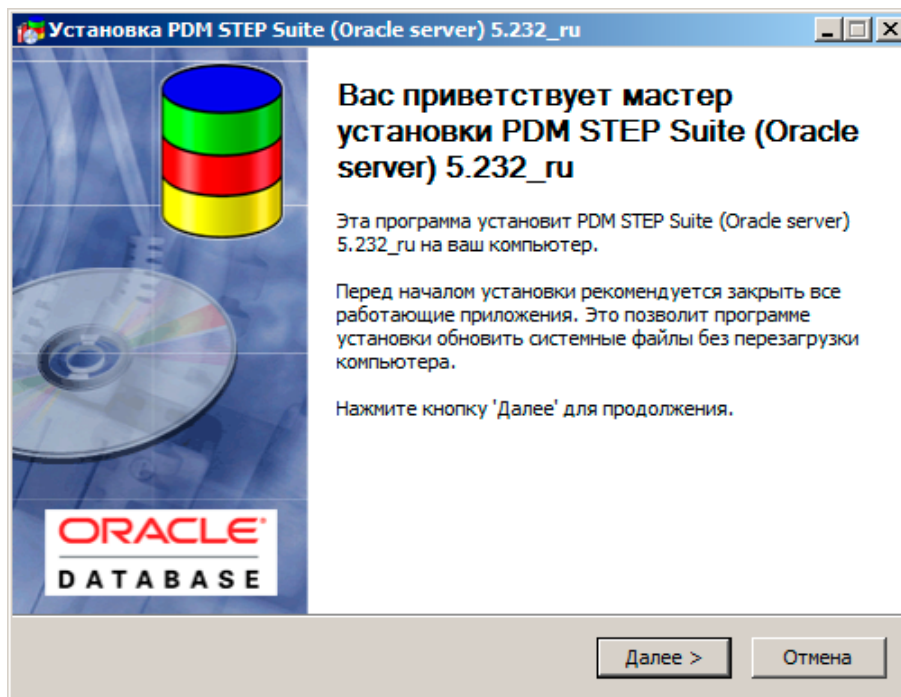 Установка PDM STEP Suite (Oracle server) 5.232_ru
Вас приветствует мастер
установки PDM STEP Suite (Oracle
server) 5.232_ru
Эта программа установит PDM STEP Suite (Oracle server)
5.232_ru на ваш компьютер.
Перед началом установки рекомендуется закрыть все
работающие приложения. Это позволит программе
установки обновить системные файлы без перезагрузки
компьютера.
Нажмите кнопку 'Далее' для продолжения.
ORACLE®
DATABASE
Далее >
Отмена